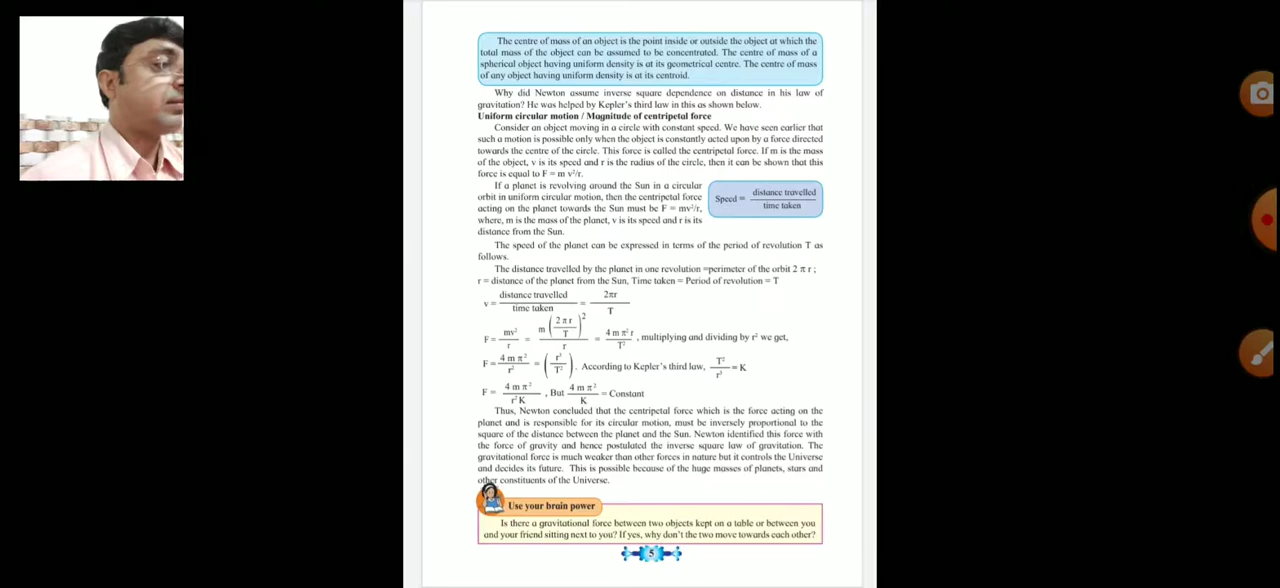 The centre of mass of an object is the point inside or outside the object at which the
total mass of the object can be assumed to be concentrated. The centre of mass of a
spherical object having uniform density is at its geometrical centre. The centre of mass
of any object having uniform density is at its centroid.
Why did Newton assume inverse square dependence on distance in his law of
gravitation? He was helped by Kepler's third law in this as shown below.
Uniform circular motion / Magnitude of centripetal force
Consider an object moving in a circle with constant speed. We have seen earlier that
such a motion is possible only when the object is constantly acted upon by a force directed
towards the centre of the circle. This force is called the centripetal force. If m is the mass
of the object, v is its speed and r is the radius of the circle, then it can be shown that this
force is equal to F = m v²/r.
If a planet is revolving around the Sun in a circular
orbit in uniform circular motion, then the centripetal force
acting on the planet towards the Sun must be F = mv²/r,
where, m is the mass of the planet, v is its speed and r is its
distance from the Sun.
Speed = distance travelled / time taken
The speed of the planet can be expressed in terms of the period of revolution T as
follows.
The distance travelled by the planet in one revolution =perimeter of the orbit 2 π r ;
r = distance of the planet from the Sun, Time taken = Period of revolution = T
v = distance travelled / time taken = 2πr / T
F = mv² / r = m (2 π r / T)² / r = 4 m π² r / T² , multiplying and dividing by r² we get,
F = 4 m π² / r² = (r³ / T²) . According to Kepler's third law, T² / r³ = K
F = 4 m π² / r² K , But 4 m π² / K = Constant
Thus, Newton concluded that the centripetal force which is the force acting on the
planet and is responsible for its circular motion, must be inversely proportional to the
square of the distance between the planet and the Sun. Newton identified this force with
the force of gravity and hence postulated the inverse square law of gravitation. The
gravitational force is much weaker than other forces in nature but it controls the Universe
and decides its future. This is possible because of the huge masses of planets, stars and
other constituents of the Universe.
Use your brain power
Is there a gravitational force between two objects kept on a table or between you
and your friend sitting next to you? If yes, why don't the two move towards each other?
5